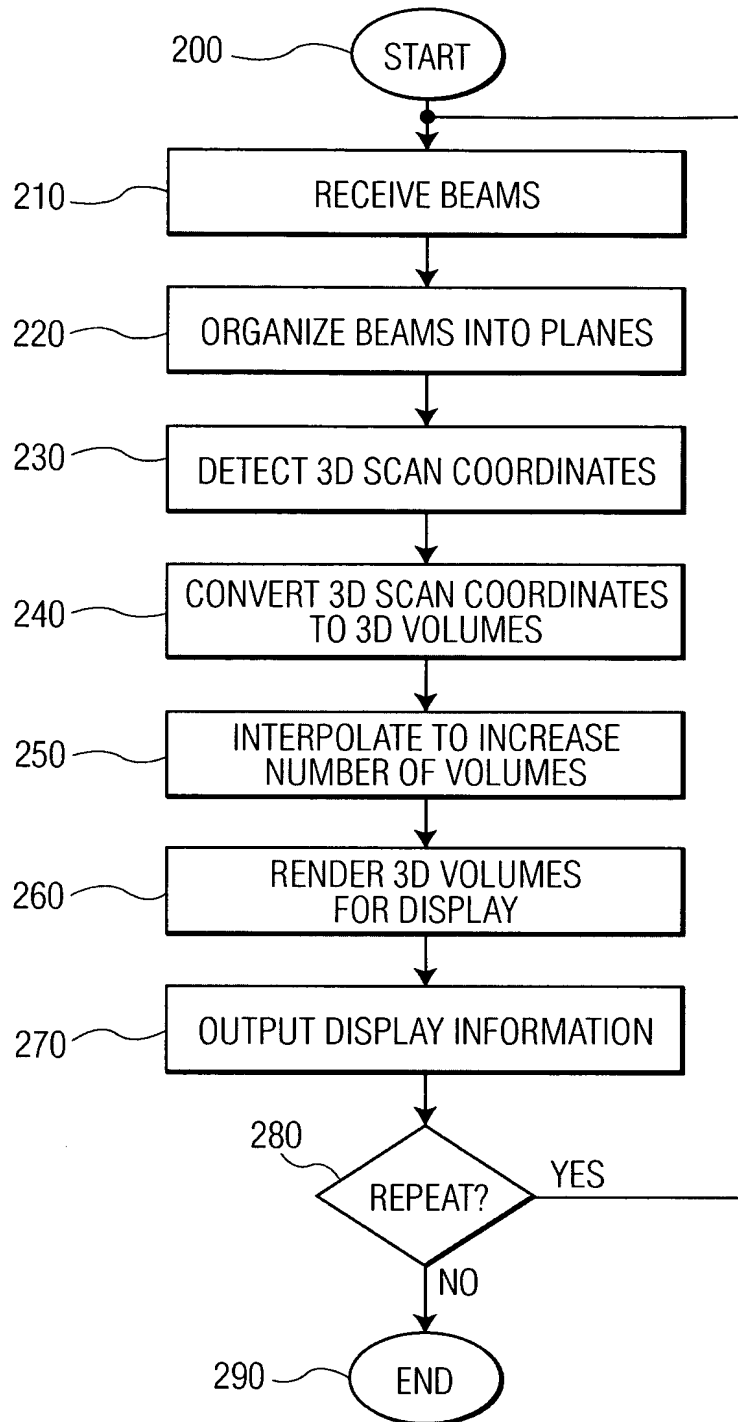 200 START
210 RECEIVE BEAMS
220 ORGANIZE BEAMS INTO PLANES
230 DETECT 3D SCAN COORDINATES
240 CONVERT 3D SCAN COORDINATES
TO 3D VOLUMES
250 INTERPOLATE TO INCREASE
NUMBER OF VOLUMES
260 RENDER 3D VOLUMES
FOR DISPLAY
270 OUTPUT DISPLAY INFORMATION
280
REPEAT? YES
NO
290 END